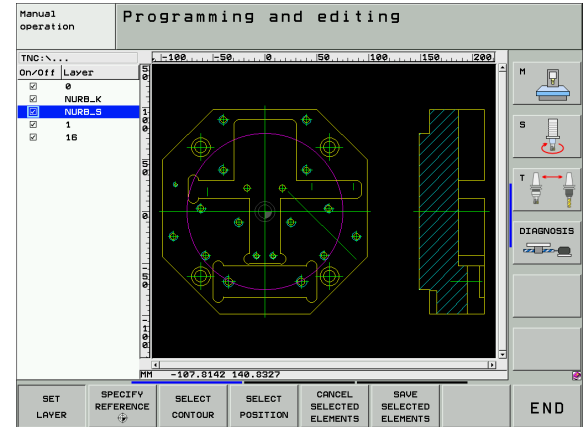 Manual
operation
Programming and editing
TNC:\...
On/Off Layer
0
NURB_K
NURB_S
1
16
-100 -50 0 50 100 150 200
50
100
50
0
-50
-100
MM -107.8142 140.8327
M
S
T
DIAGNOSIS
SET
LAYER
SPECIFY
REFERENCE
SELECT
CONTOUR
SELECT
POSITION
CANCEL
SELECTED
ELEMENTS
SAVE
SELECTED
ELEMENTS
END